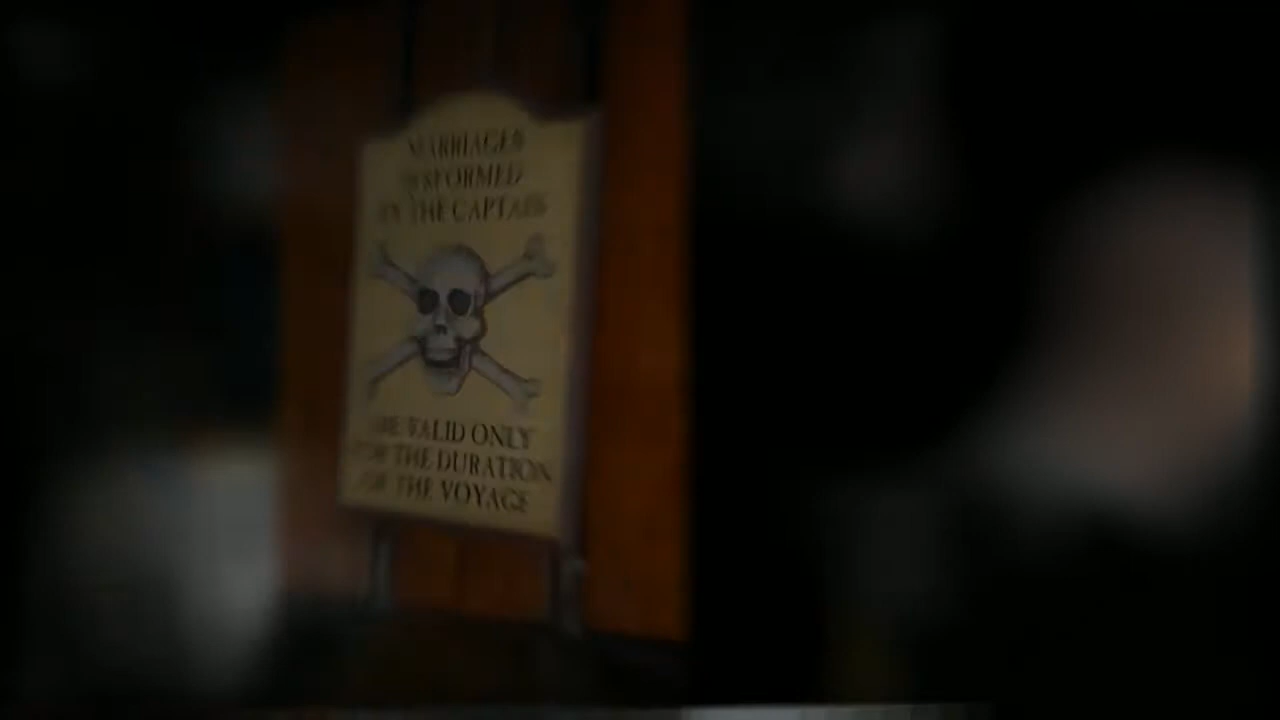 MARRIAGES
PERFORMED
BY THE CAPTAIN
ARE VALID ONLY
FOR THE DURATION
OF THE VOYAGE